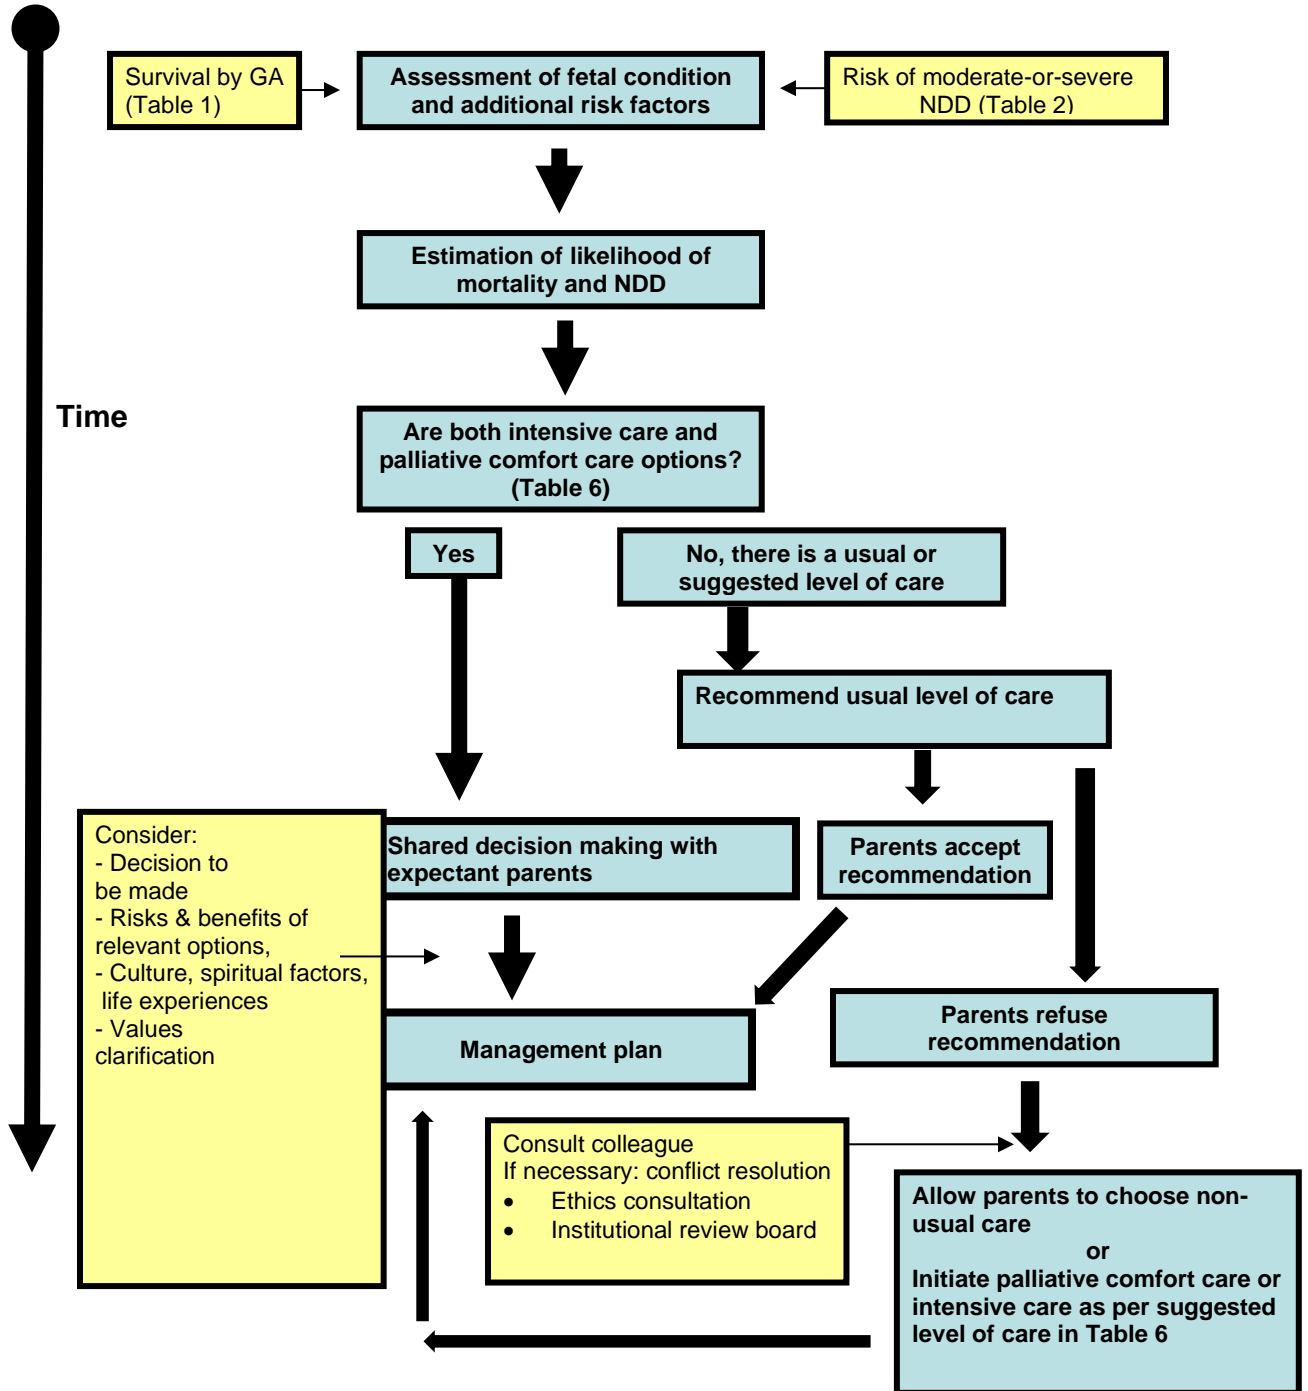 Survival by GA
(Table 1)
Assessment of fetal condition
and additional risk factors
Risk of moderate-or-severe
NDD (Table 2)
Estimation of likelihood of
mortality and NDD
Time
Are both intensive care and
palliative comfort care options?
(Table 6)
Yes
No, there is a usual or
suggested level of care
Recommend usual level of care
Consider:
- Decision to
be made
- Risks & benefits of
relevant options,
- Culture, spiritual factors,
life experiences
- Values
clarification
Shared decision making with
expectant parents
Parents accept
recommendation
Management plan
Parents refuse
recommendation
Consult colleague
If necessary: conflict resolution
• Ethics consultation
• Institutional review board
Allow parents to choose non-
usual care
or
Initiate palliative comfort care or
intensive care as per suggested
level of care in Table 6